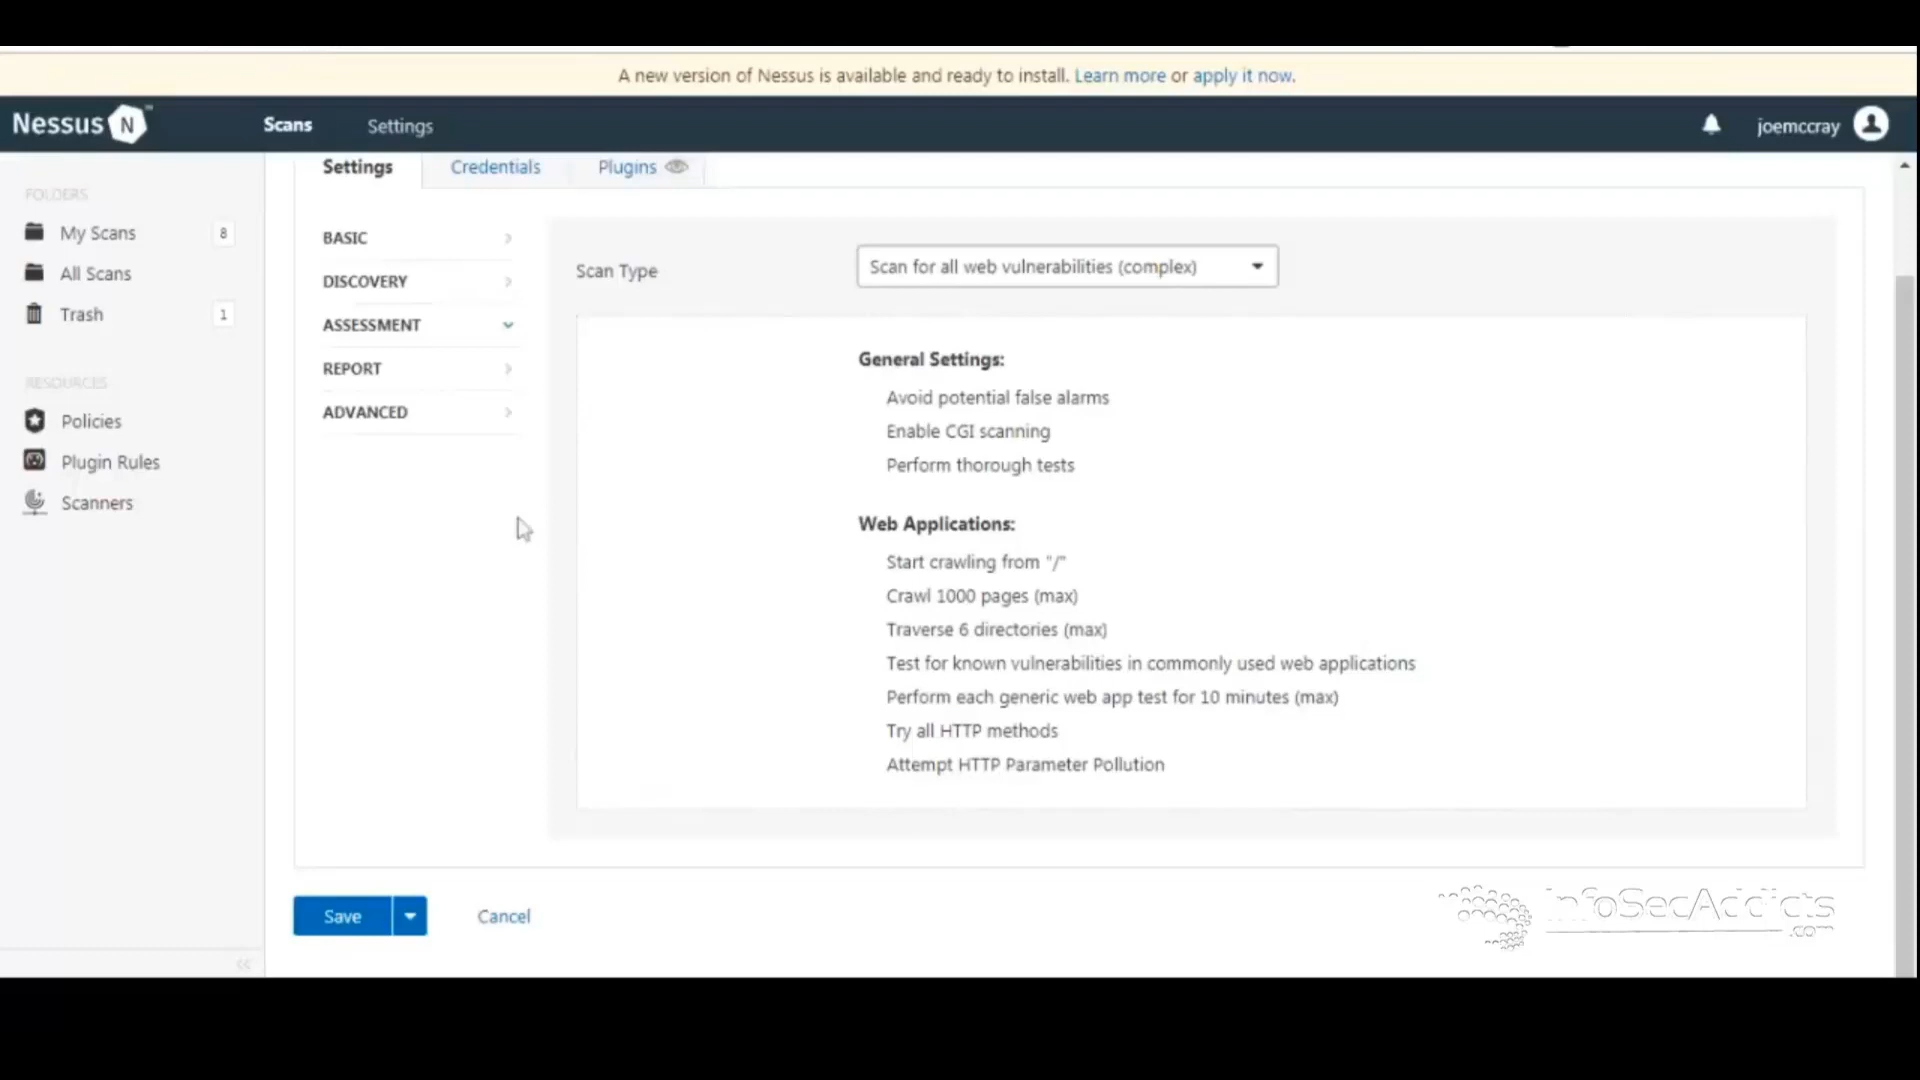 A new version of Nessus is available and ready to install. Learn more or apply it now.
Nessus N ™
Scans
Settings
joemccray
Settings
Credentials
Plugins
FOLDERS
My Scans 8
All Scans
Trash 1
RESOURCES
Policies
Plugin Rules
Scanners
BASIC
DISCOVERY
ASSESSMENT
REPORT
ADVANCED
Scan Type
Scan for all web vulnerabilities (complex)
General Settings:
Avoid potential false alarms
Enable CGI scanning
Perform thorough tests
Web Applications:
Start crawling from "/"
Crawl 1000 pages (max)
Traverse 6 directories (max)
Test for known vulnerabilities in commonly used web applications
Perform each generic web app test for 10 minutes (max)
Try all HTTP methods
Attempt HTTP Parameter Pollution
Save
Cancel
InfoSecAddicts
.com